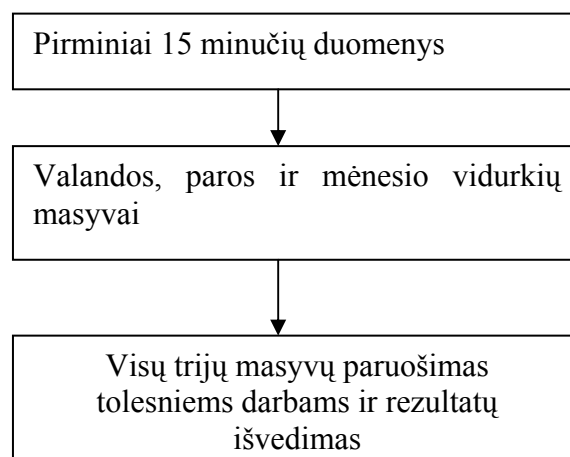 Pirminiai 15 minučių duomenys
Valandos, paros ir mėnesio vidurkių
masyvai
Visų trijų masyvų paruošimas
tolesniems darbams ir rezultatų
išvedimas